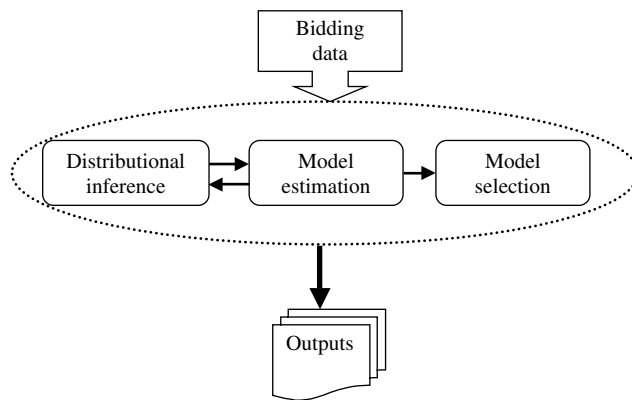 Bidding
data
Distributional
inference
Model
estimation
Model
selection
Outputs